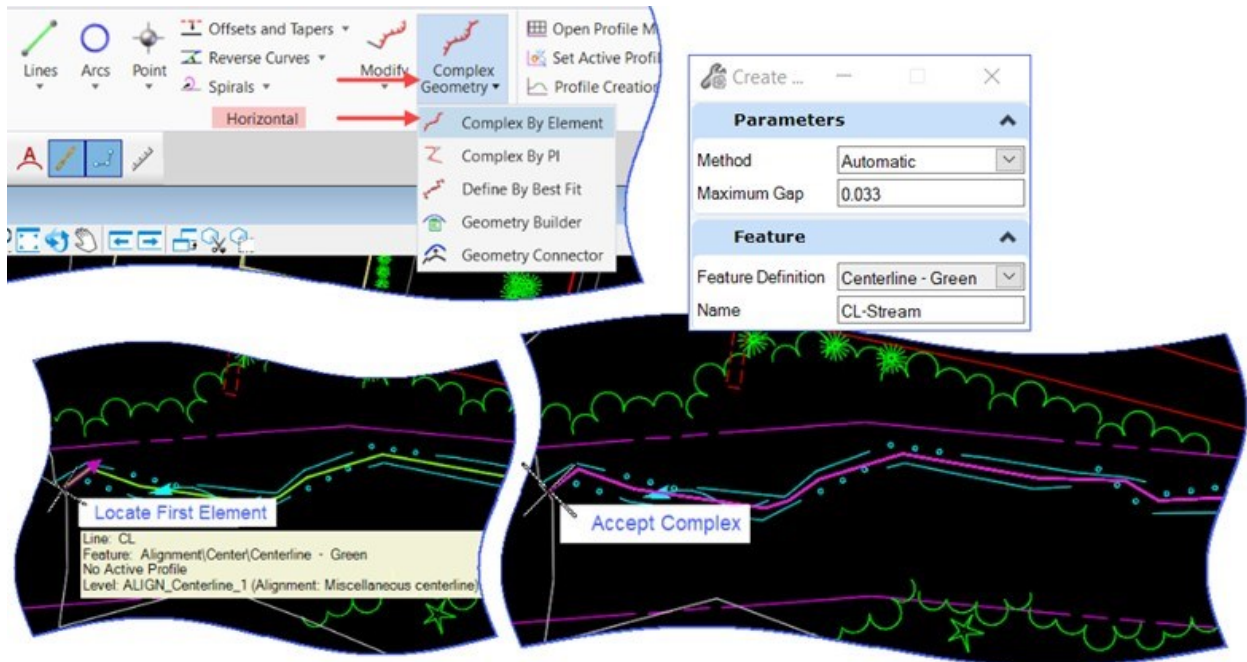 Offsets and Tapers
Open Profile M
Reverse Curves
Set Active Profi
Lines
Arcs
Point
Modify
Complex
Geometry
Spirals
Profile Creation
Horizontal
Complex By Element
Complex By PI
Define By Best Fit
Geometry Builder
Geometry Connector
A
Create ...
Parameters
Method
Automatic
Maximum Gap
0.033
Feature
Feature Definition
Centerline - Green
Name
CL-Stream
Locate First Element
Line: CL
Feature: Alignment\Center\Centerline - Green
No Active Profile
Level: ALIGN_Centerline_1 (Alignment: Miscellaneous centerline)
Accept Complex